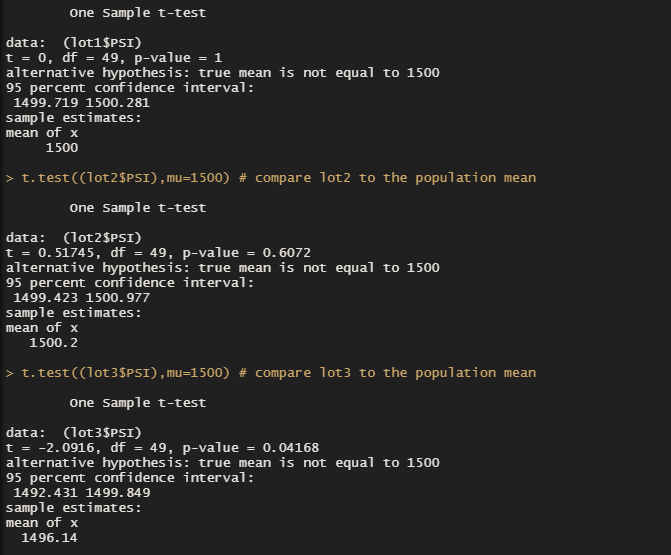 One Sample t-test
data:  (lot1$PSI)
t = 0, df = 49, p-value = 1
alternative hypothesis: true mean is not equal to 1500
95 percent confidence interval:
1499.719 1500.281
sample estimates:
mean of x
1500
> t.test((lot2$PSI),mu=1500) # compare lot2 to the population mean
One Sample t-test
data:  (lot2$PSI)
t = 0.51745, df = 49, p-value = 0.6072
alternative hypothesis: true mean is not equal to 1500
95 percent confidence interval:
1499.423 1500.977
sample estimates:
mean of x
1500.2
> t.test((lot3$PSI),mu=1500) # compare lot3 to the population mean
One Sample t-test
data:  (lot3$PSI)
t = -2.0916, df = 49, p-value = 0.04168
alternative hypothesis: true mean is not equal to 1500
95 percent confidence interval:
1492.431 1499.849
sample estimates:
mean of x
1496.14